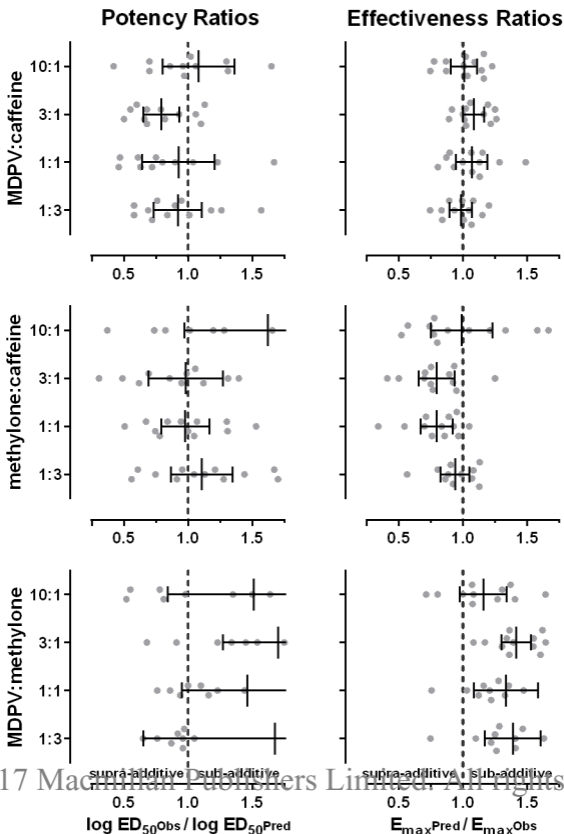 Potency Ratios
Effectiveness Ratios
MDPV:caffeine
10:1
3:1
1:1
1:3
0.5 1.0 1.5
0.5 1.0 1.5
methylone:caffeine
10:1
3:1
1:1
1:3
0.5 1.0 1.5
0.5 1.0 1.5
MDPV:methylone
10:1
3:1
1:1
1:3
supra-additive sub-additive
supra-additive sub-additive
17 Macmillan Publishers Limited. All rights
0.5 1.0 1.5
0.5 1.0 1.5
log ED50Obs / log ED50Pred
EmaxPred / EmaxObs